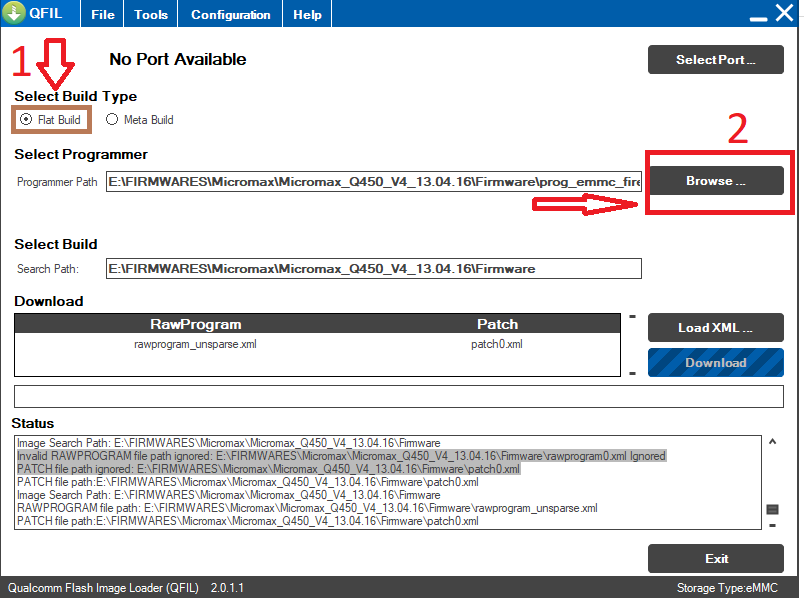 QFIL File Tools Configuration Help
1
No Port Available
Select Port ...
Select Build Type
Flat Build Meta Build
2
Select Programmer
Programmer Path E:\FIRMWARES\Micromax\Micromax_Q450_V4_13.04.16\Firmware\prog_emmc_fire
Browse ...
Select Build
Search Path: E:\FIRMWARES\Micromax\Micromax_Q450_V4_13.04.16\Firmware
Download
RawProgram Patch
rawprogram_unsparse.xml patch0.xml
Load XML ...
Download
Status
Image Search Path: E:\FIRMWARES\Micromax\Micromax_Q450_V4_13.04.16\Firmware
Invalid RAWPROGRAM file path ignored: E:\FIRMWARES\Micromax\Micromax_Q450_V4_13.04.16\Firmware\rawprogram0.xml Ignored
PATCH file path ignored: E:\FIRMWARES\Micromax\Micromax_Q450_V4_13.04.16\Firmware\patch0.xml
PATCH file path:E:\FIRMWARES\Micromax\Micromax_Q450_V4_13.04.16\Firmware\patch0.xml
Image Search Path: E:\FIRMWARES\Micromax\Micromax_Q450_V4_13.04.16\Firmware
RAWPROGRAM file path: E:\FIRMWARES\Micromax\Micromax_Q450_V4_13.04.16\Firmware\rawprogram_unsparse.xml
PATCH file path:E:\FIRMWARES\Micromax\Micromax_Q450_V4_13.04.16\Firmware\patch0.xml
Exit
Qualcomm Flash Image Loader (QFIL) 2.0.1.1 Storage Type:eMMC